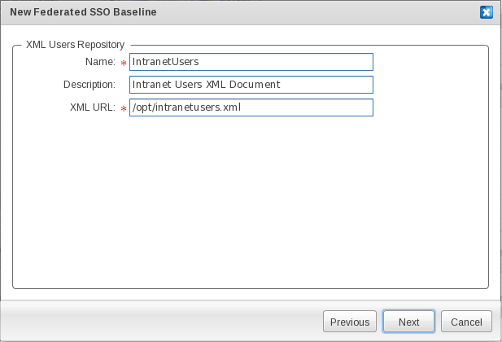 New Federated SSO Baseline
XML Users Repository
Name: * IntranetUsers
Description: Intranet Users XML Document
XML URL: * /opt/intranetusers.xml
Previous Next Cancel